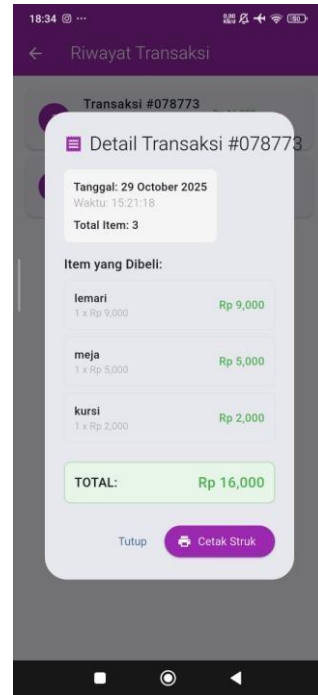 18:34
Riwayat Transaksi
Transaksi #078773
Detail Transaksi #078773
Tanggal: 29 October 2025
Waktu: 15:21:18
Total Item: 3
Item yang Dibeli:
lemari
1 x Rp 9,000
Rp 9,000
meja
1 x Rp 5,000
Rp 5,000
kursi
1 x Rp 2,000
Rp 2,000
TOTAL:
Rp 16,000
Tutup
Cetak Struk